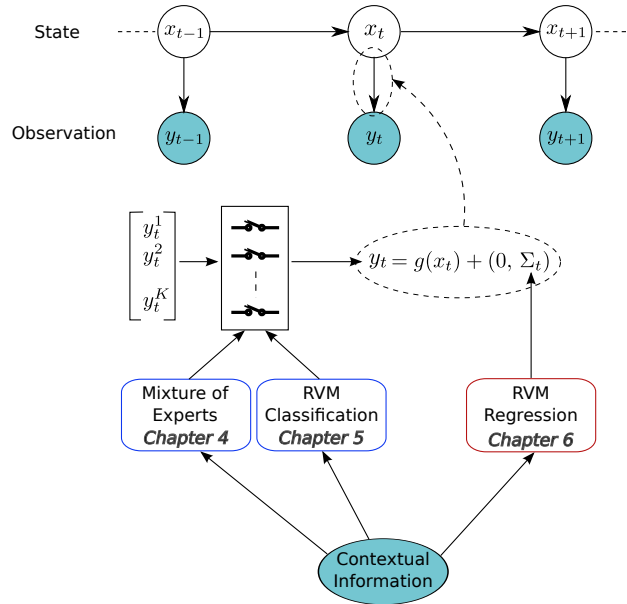 State
x_{t-1} x_t x_{t+1}
Observation
y_{t-1} y_t y_{t+1}
y_t^1
y_t^2
y_t^K
y_t = g(x_t) + (0, Σ_t)
Mixture of
Experts
Chapter 4
RVM
Classification
Chapter 5
RVM
Regression
Chapter 6
Contextual
Information